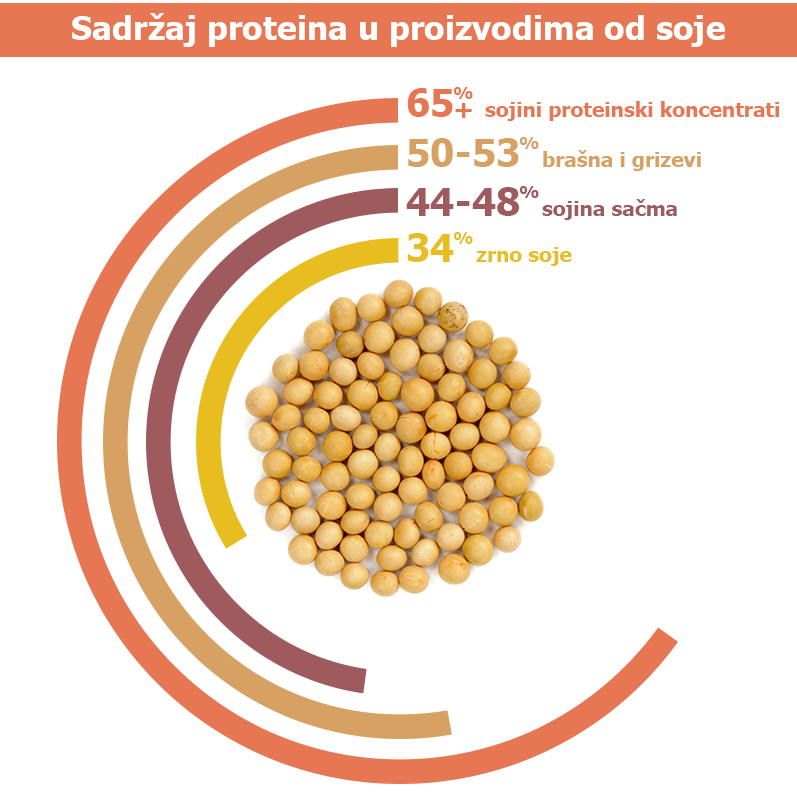 Sadržaj proteina u proizvodima od soje
65%+ sojini proteinski koncentrati
50-53% brašna i grizevi
44-48% sojina sačma
34% zrno soje